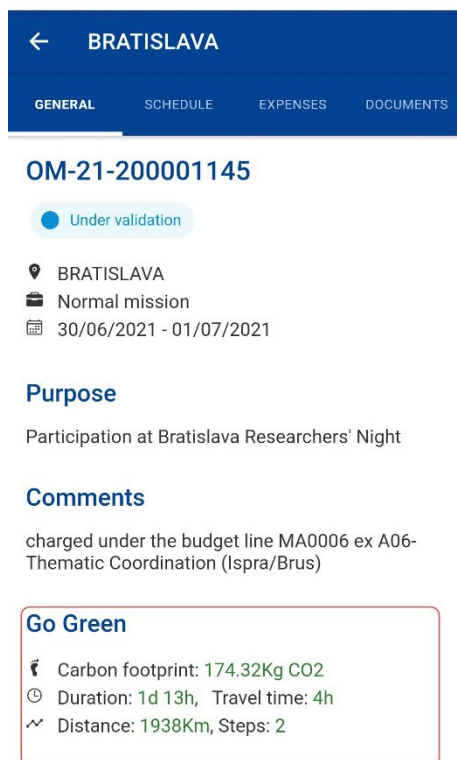 BRATISLAVA
GENERAL SCHEDULE EXPENSES DOCUMENTS
OM-21-200001145
Under validation
BRATISLAVA
Normal mission
30/06/2021 - 01/07/2021
Purpose
Participation at Bratislava Researchers' Night
Comments
charged under the budget line MA0006 ex A06-
Thematic Coordination (Ispra/Brus)
Go Green
Carbon footprint: 174.32Kg CO2
Duration: 1d 13h, Travel time: 4h
Distance: 1938Km, Steps: 2